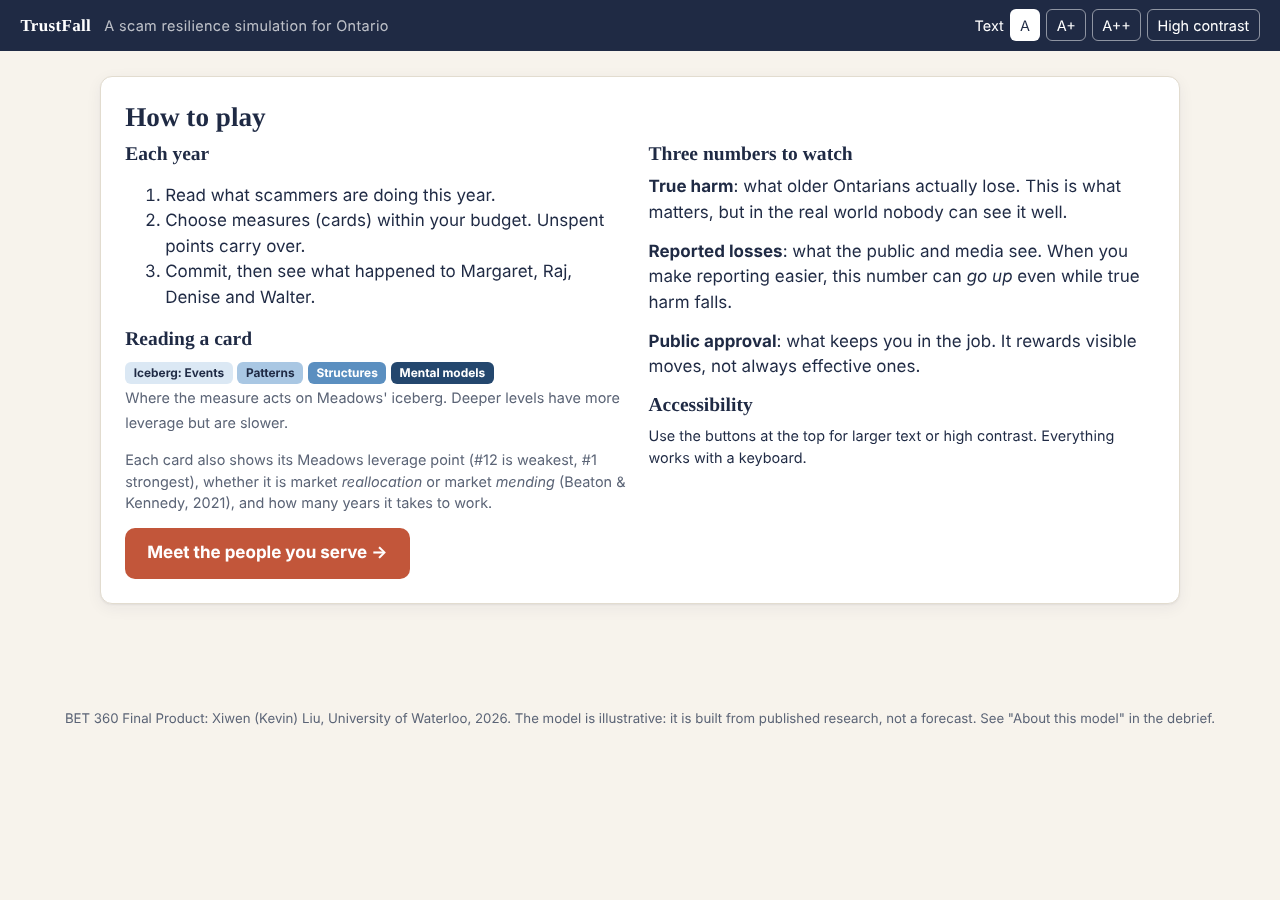 TrustFall A scam resilience simulation for Ontario
Text A A+ A++ High contrast
How to play
Each year
1. Read what scammers are doing this year.
2. Choose measures (cards) within your budget. Unspent
points carry over.
3. Commit, then see what happened to Margaret, Raj,
Denise and Walter.
Reading a card
Iceberg: Events Patterns Structures Mental models
Where the measure acts on Meadows' iceberg. Deeper levels have more
leverage but are slower.
Each card also shows its Meadows leverage point (#12 is weakest, #1
strongest), whether it is market reallocation or market mending (Beaton &
Kennedy, 2021), and how many years it takes to work.
Meet the people you serve →
Three numbers to watch
True harm: what older Ontarians actually lose. This is what
matters, but in the real world nobody can see it well.
Reported losses: what the public and media see. When you
make reporting easier, this number can go up even while true
harm falls.
Public approval: what keeps you in the job. It rewards visible
moves, not always effective ones.
Accessibility
Use the buttons at the top for larger text or high contrast. Everything
works with a keyboard.
BET 360 Final Product: Xiwen (Kevin) Liu, University of Waterloo, 2026. The model is illustrative: it is built from published research, not a forecast. See "About this model" in the debrief.